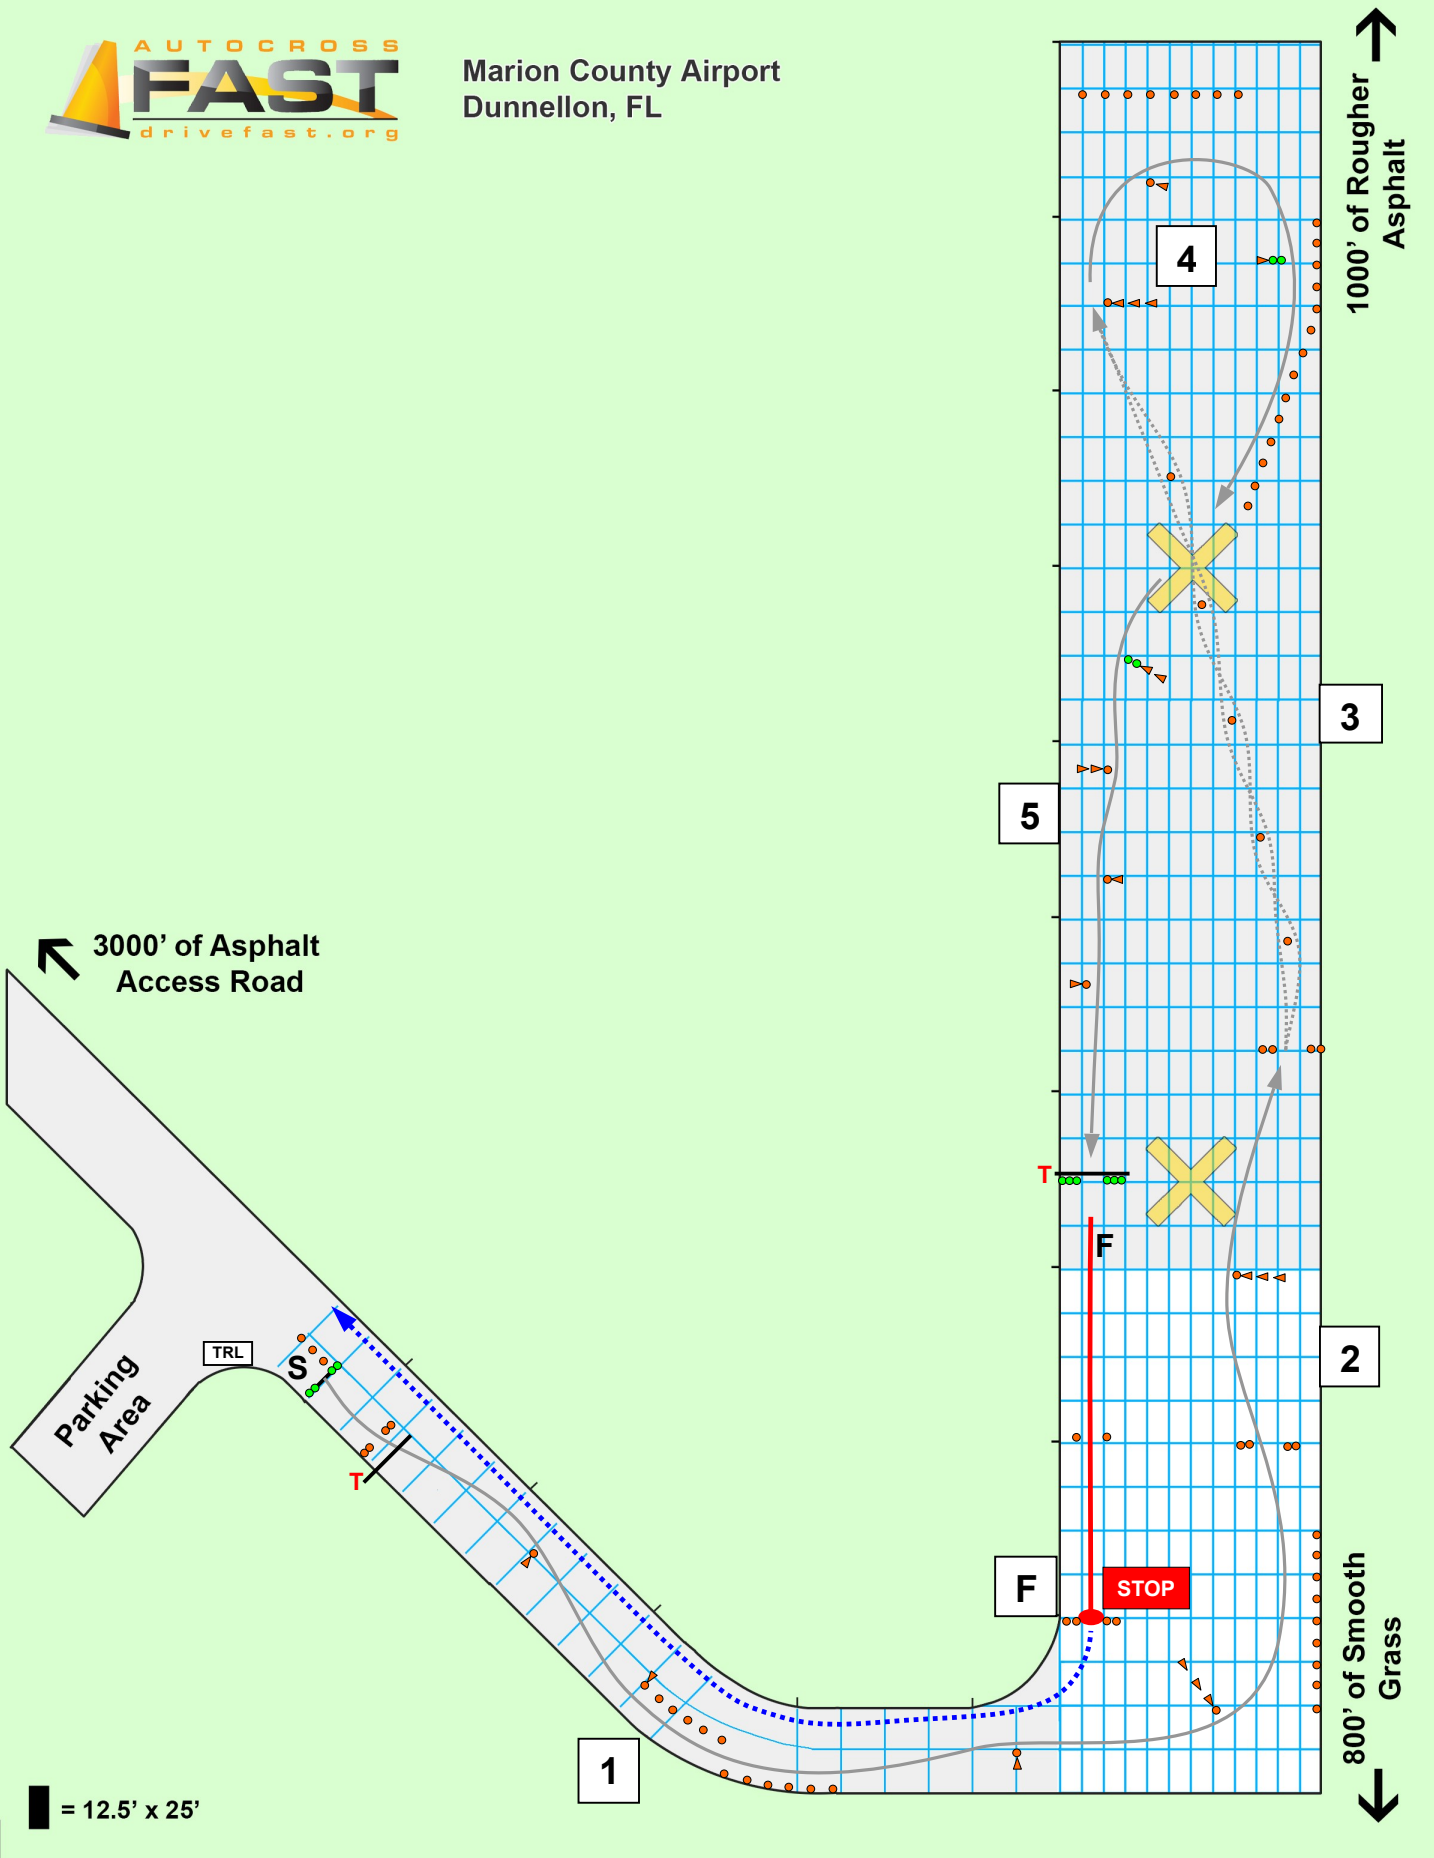 AUTOCROSS
FAST
drivefast.org
Marion County Airport
Dunnellon, FL
1000’ of Rougher
Asphalt
4
3
5
3000’ of Asphalt
Access Road
T
F
2
TRL
S
Parking
Area
T
F
STOP
800’ of Smooth
Grass
1
= 12.5’ x 25’